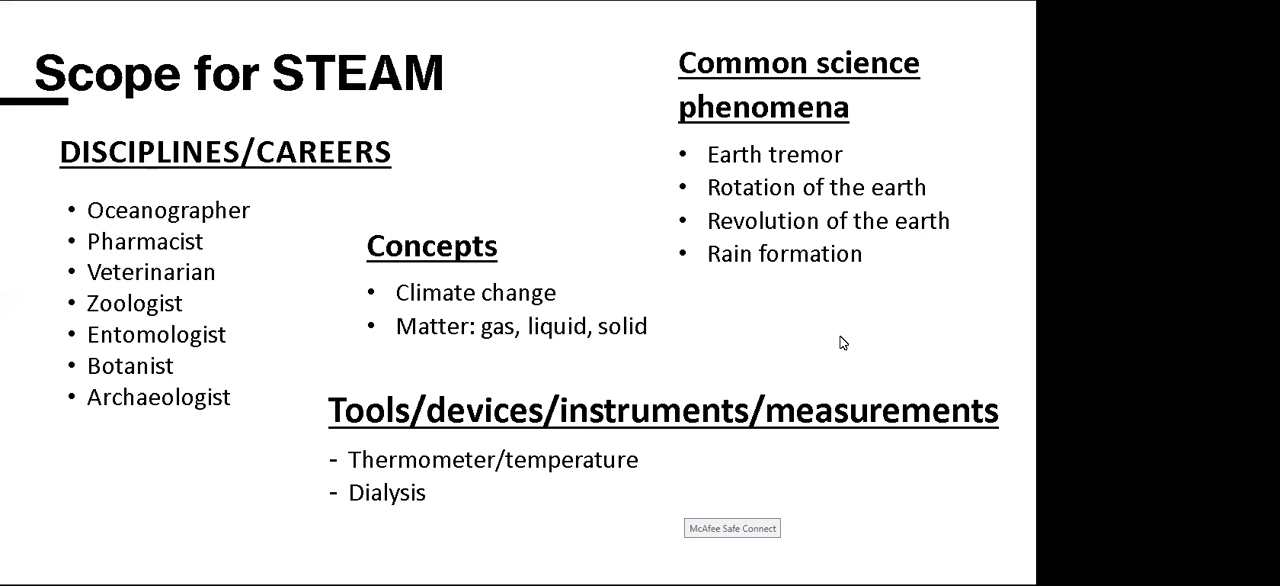 Scope for STEAM
DISCIPLINES/CAREERS
• Oceanographer
• Pharmacist
• Veterinarian
• Zoologist
• Entomologist
• Botanist
• Archaeologist
Concepts
• Climate change
• Matter: gas, liquid, solid
Common science
phenomena
• Earth tremor
• Rotation of the earth
• Revolution of the earth
• Rain formation
Tools/devices/instruments/measurements
- Thermometer/temperature
- Dialysis
McAfee Safe Connect